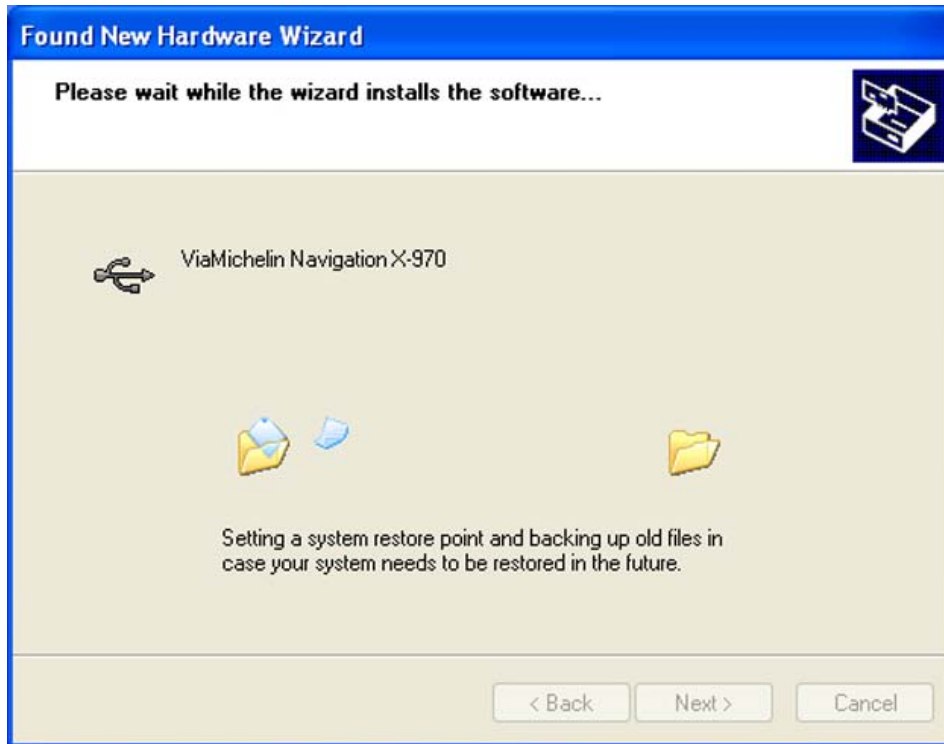 Found New Hardware Wizard
Please wait while the wizard installs the software...
ViaMichelin Navigation X-970
Setting a system restore point and backing up old files in
case your system needs to be restored in the future.
< Back Next > Cancel